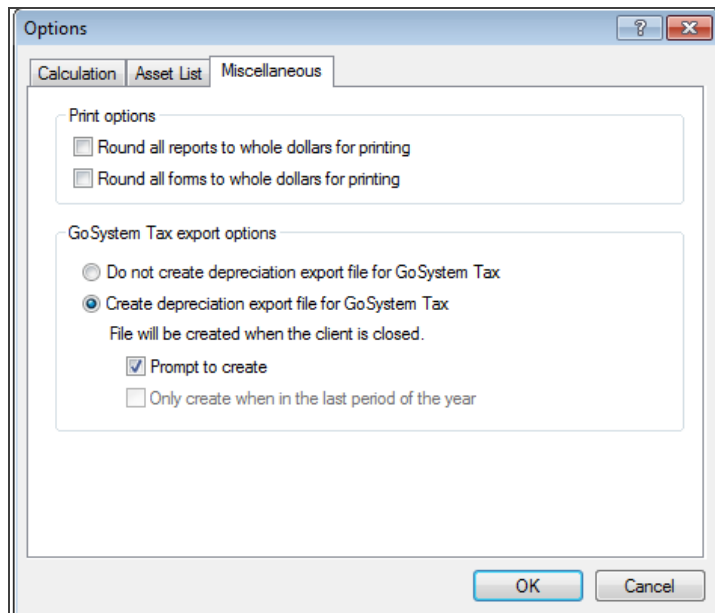 Options
Calculation Asset List Miscellaneous
Print options
Round all reports to whole dollars for printing
Round all forms to whole dollars for printing
GoSystem Tax export options
Do not create depreciation export file for GoSystem Tax
Create depreciation export file for GoSystem Tax
File will be created when the client is closed.
Prompt to create
Only create when in the last period of the year
OK Cancel